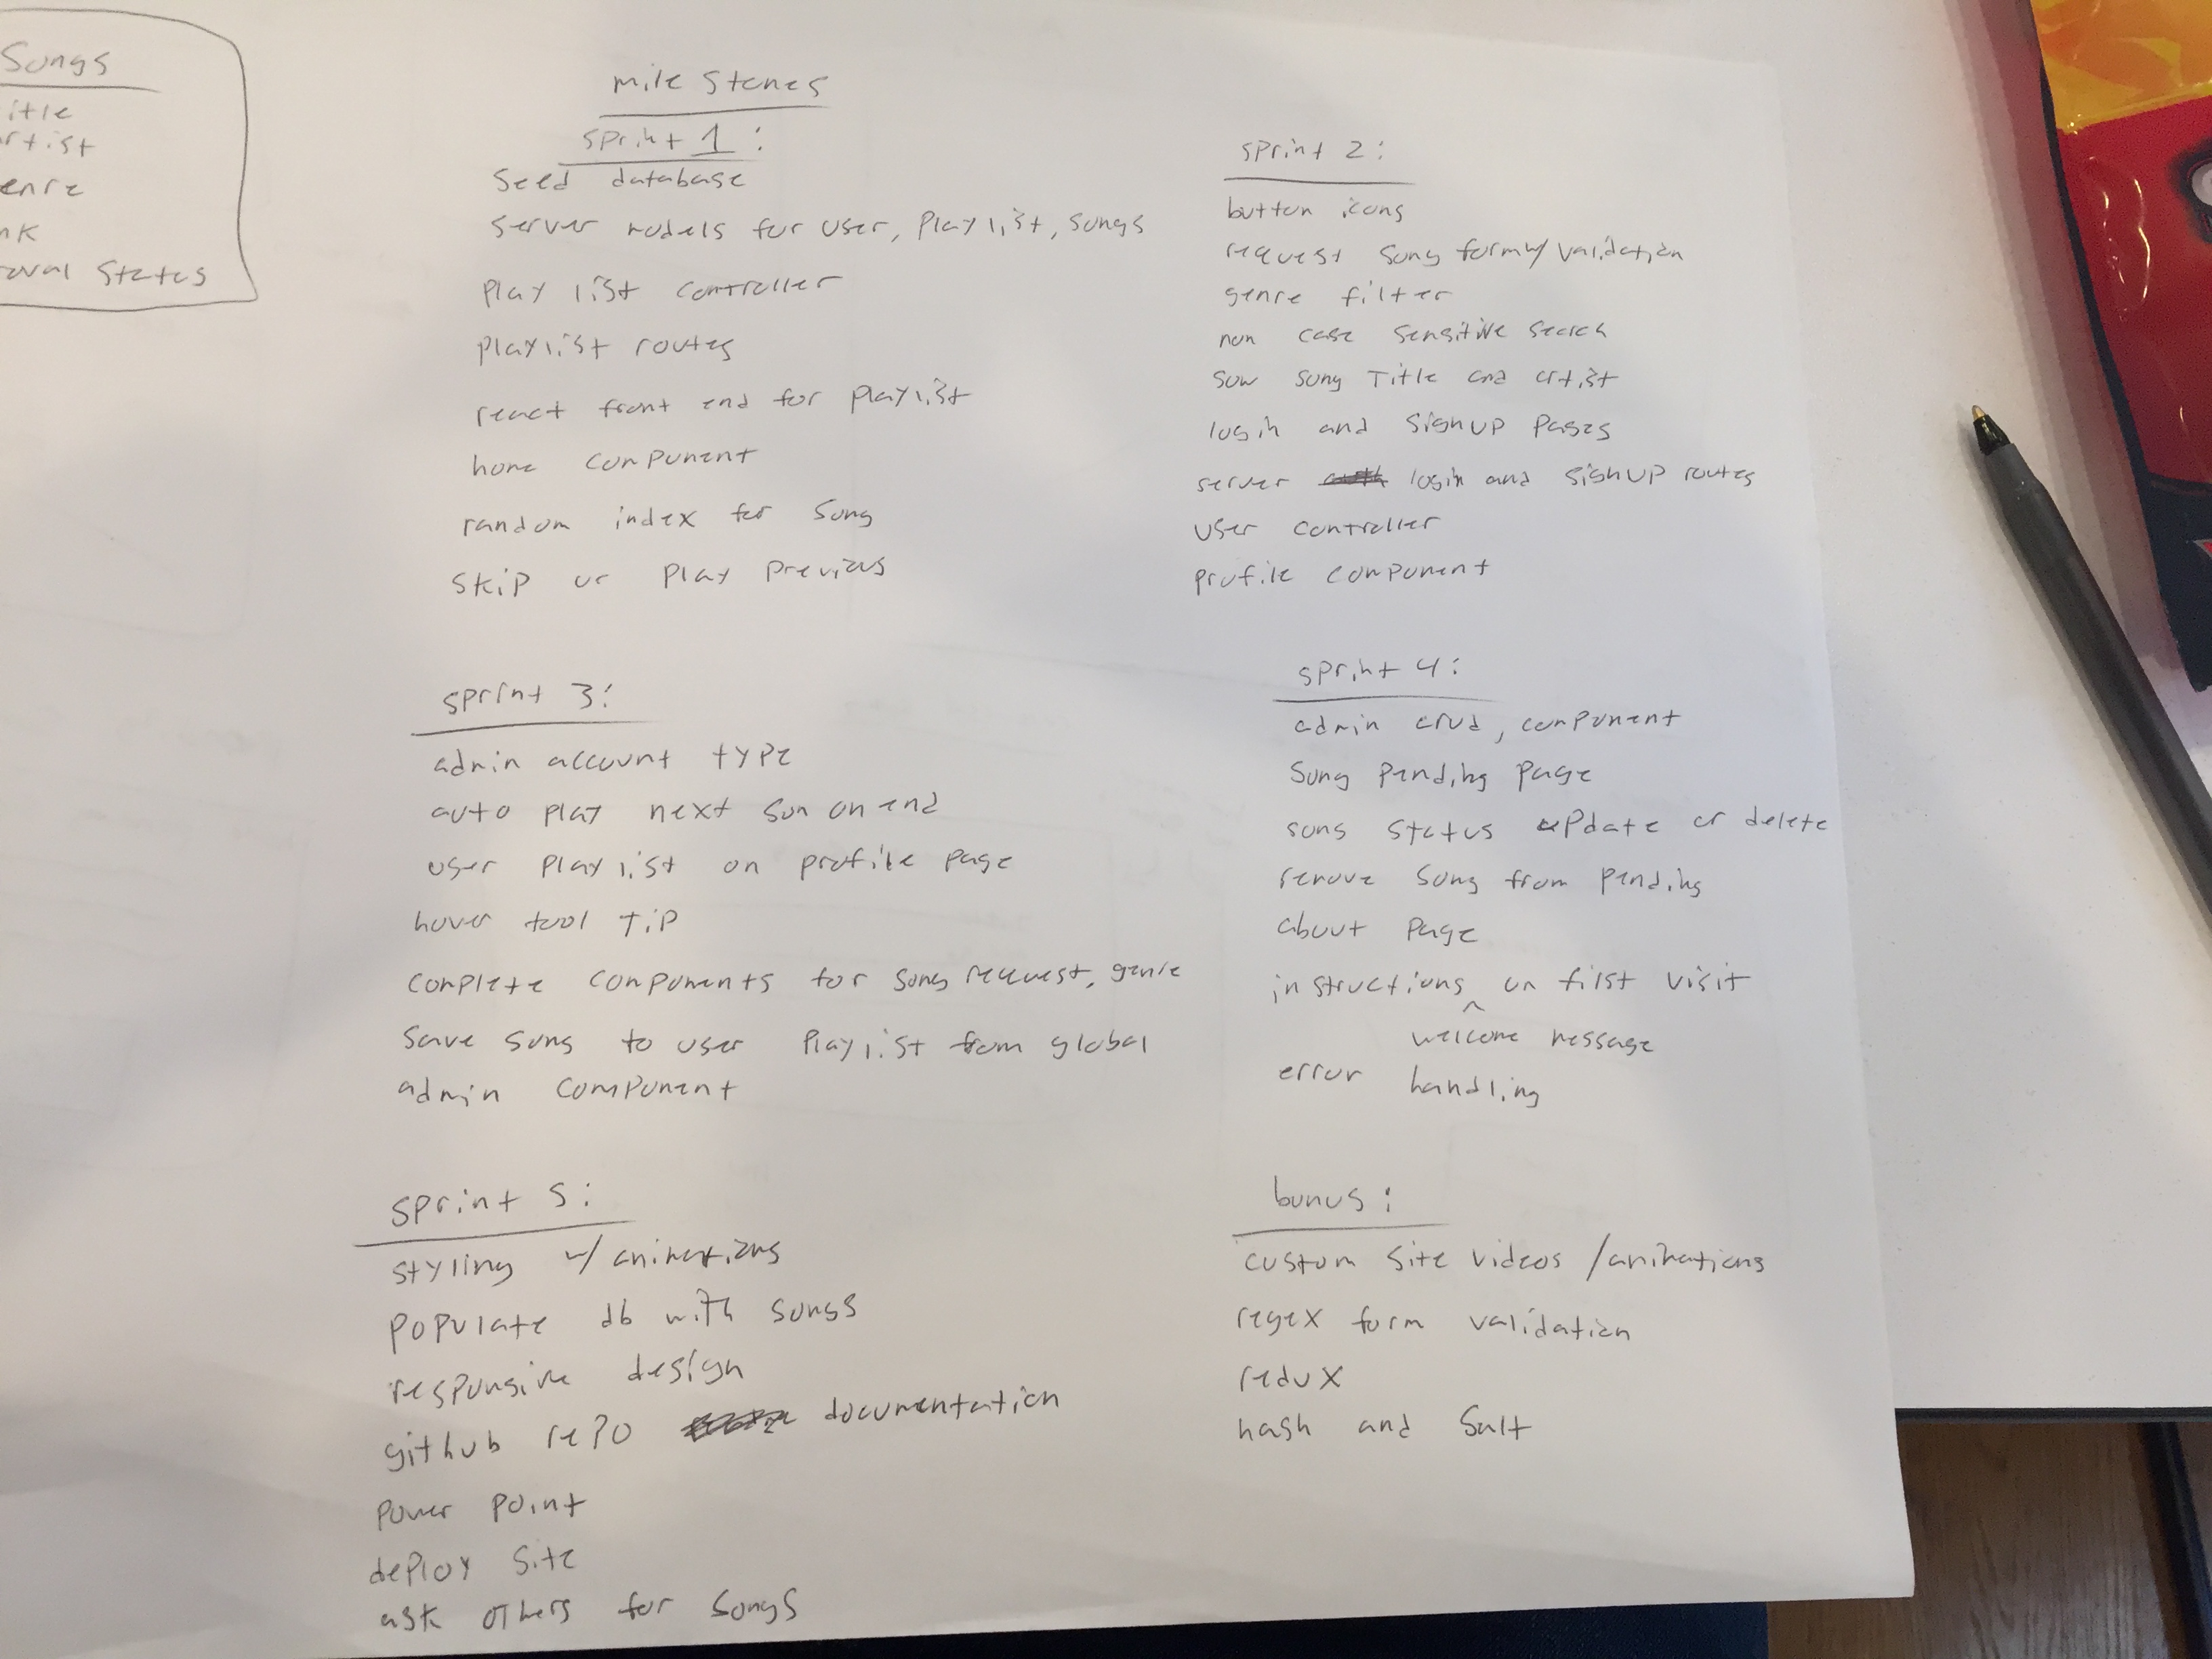 Songs
itle
rtist
enre
nk
roval Status
mile stones
sprint 1:
seed database
server models for user, playlist, songs
play list controller
playlist routes
react front end for playlist
home component
random index for song
skip or play previous
sprint 2:
button icons
request song form w/ validation
genre filter
non case sensitive search
sow song Title and artist
login and signup pages
server login and signup routes
user controller
profile component
sprint 3:
admin account type
auto play next son on end
user playlist on profile page
hover tool Tip
complete components for song request, genre
save song to user playlist from global
admin component
sprint 4:
admin crud, component
song pending page
song status update or delete
remove song from pending
about page
instructions ^ on first visit
welcome message
error handling
sprint 5:
styling w/ animations
populate db with songs
responsive design
github repo documentation
power point
deploy site
ask others for songs
bonus:
custom site videos / animations
regex form validation
redux
hash and salt